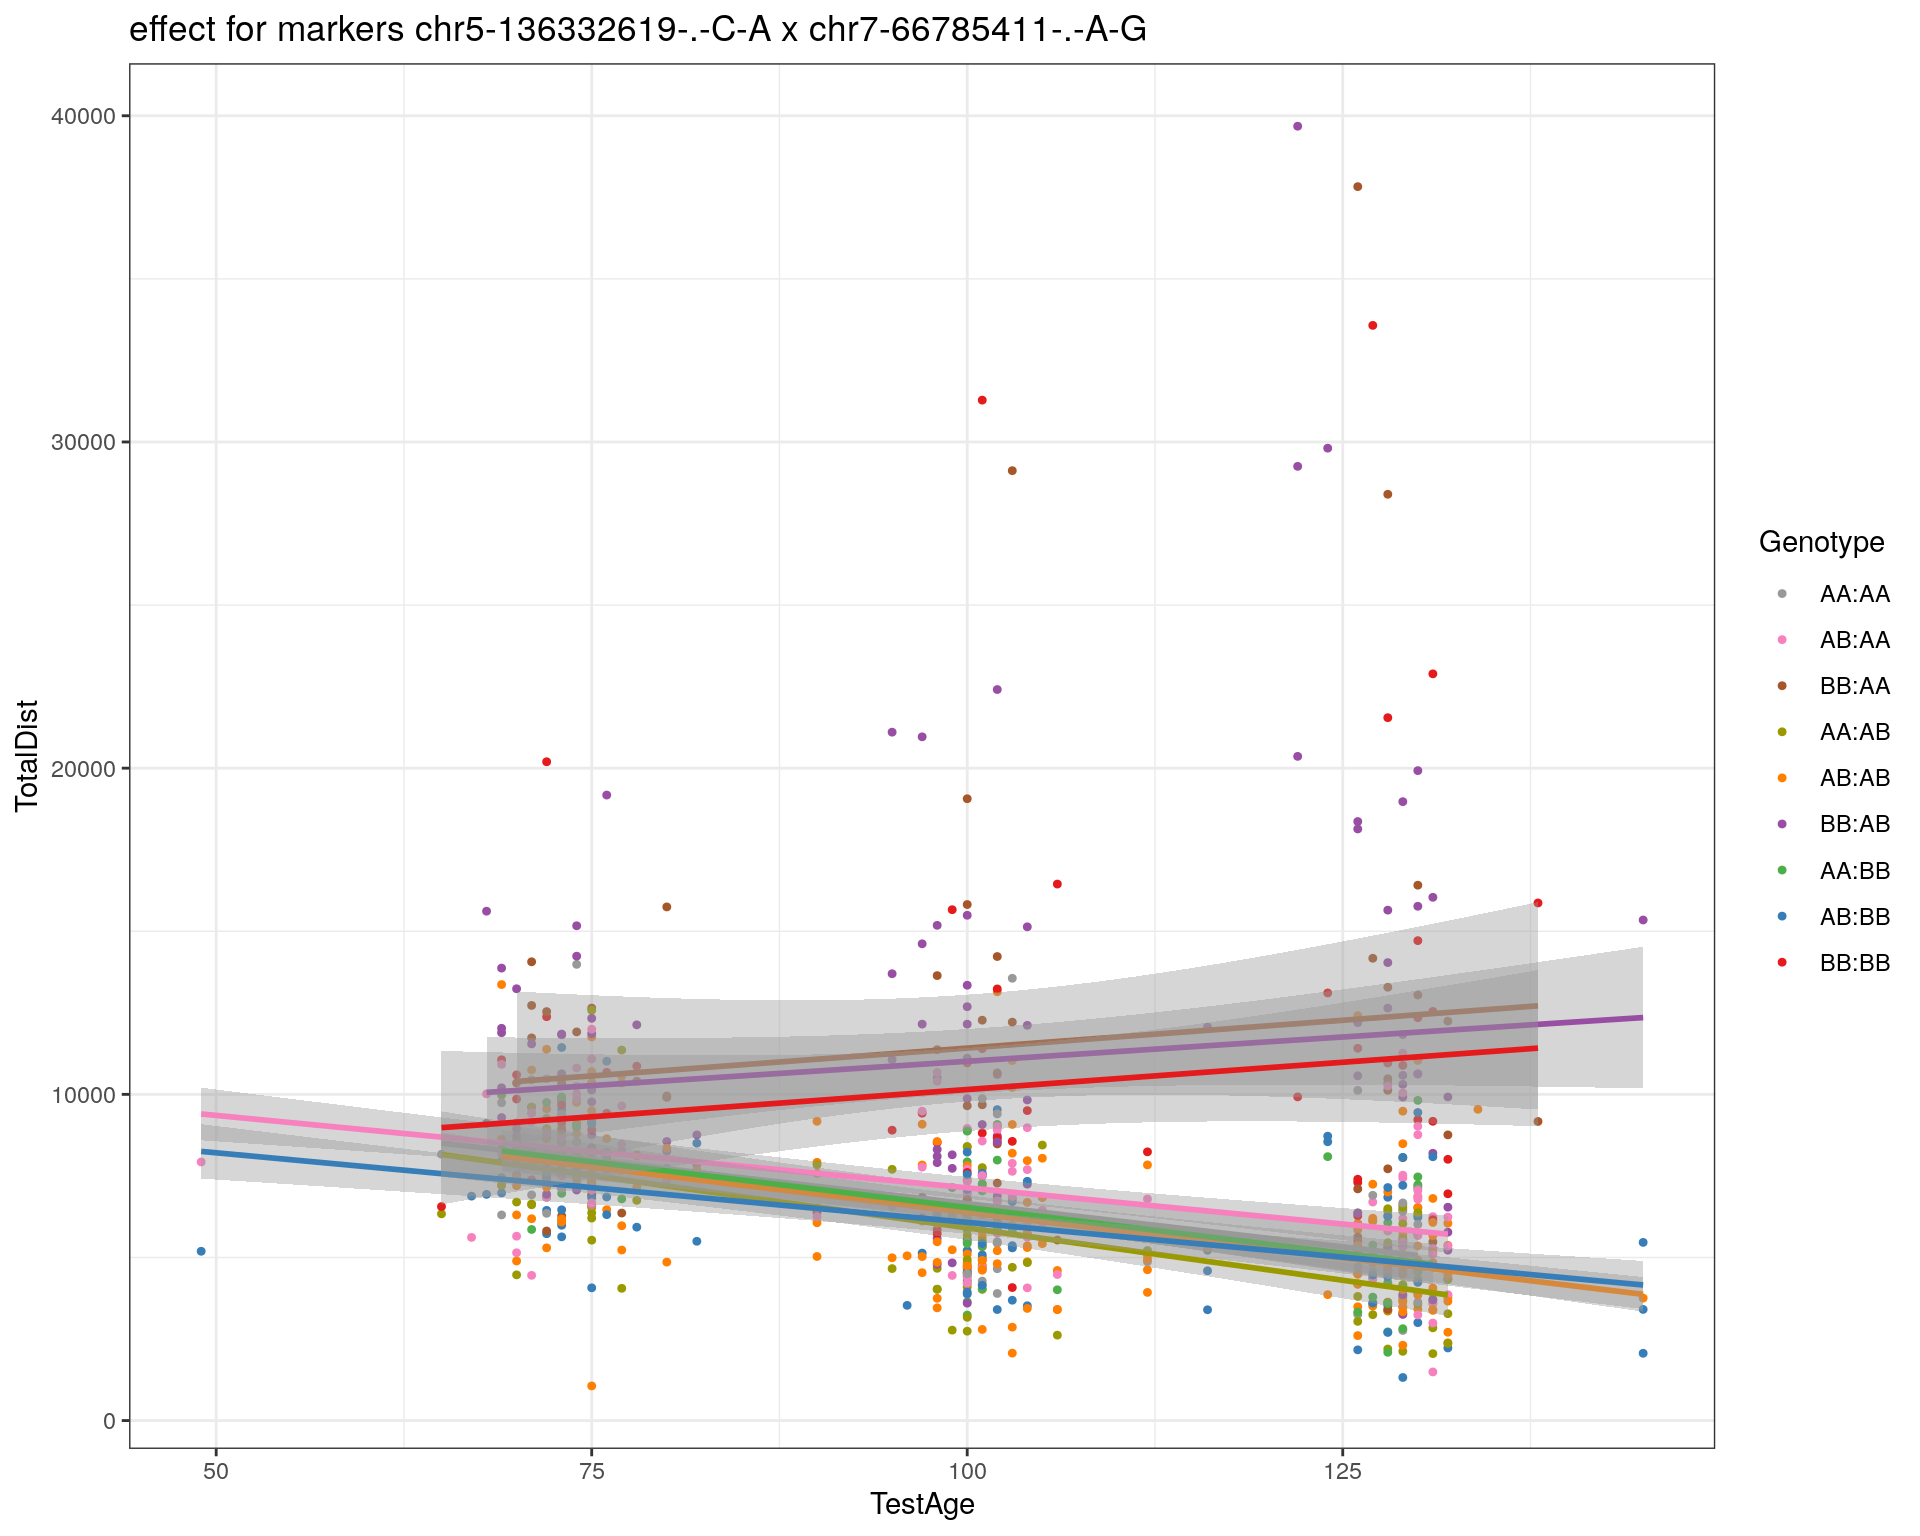 effect for markers chr5-136332619-.-C-A x chr7-66785411-.-A-G
40000
30000
20000
10000
0
TotalDist
50
75
100
125
TestAge
Genotype
AA:AA
AB:AA
BB:AA
AA:AB
AB:AB
BB:AB
AA:BB
AB:BB
BB:BB